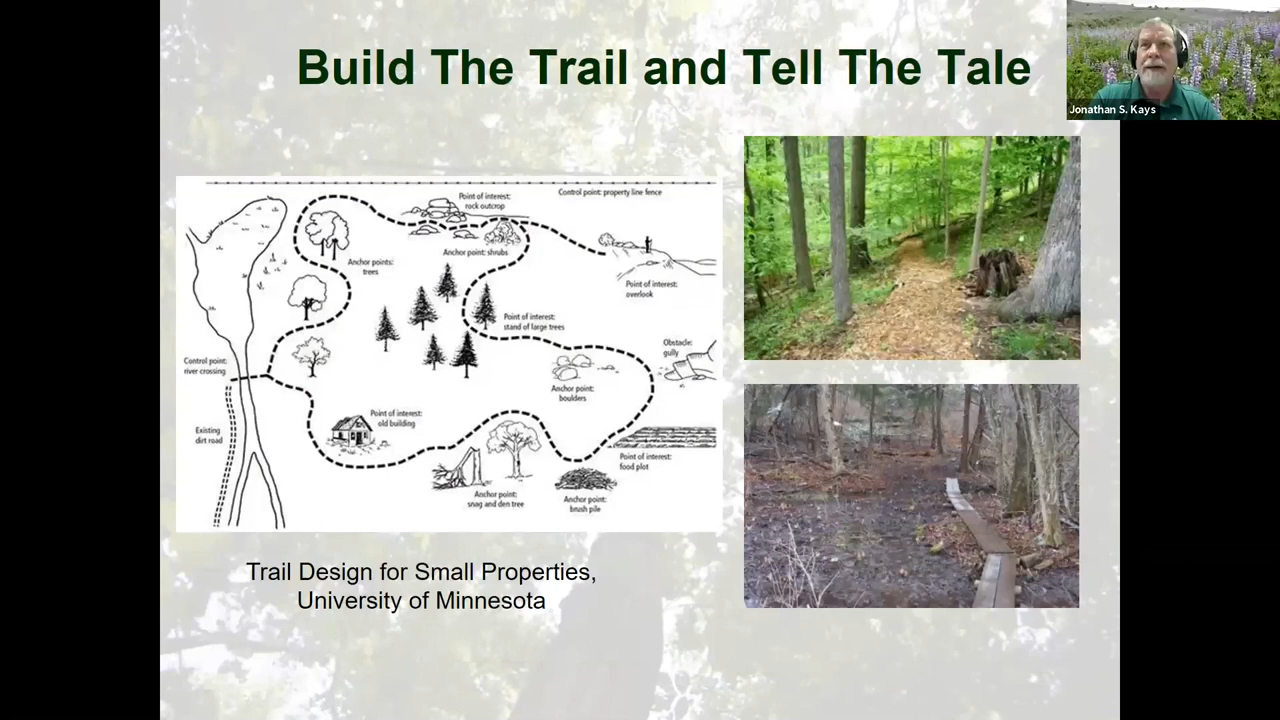 Build The Trail and Tell The Tale
Jonathan S. Kays
Point of interest:
rock outcrop
Control point: property line fence
Anchor points:
trees
Anchor point: shrubs
Point of interest:
overlook
Point of interest:
stand of large trees
Obstacle:
gully
Control point:
river crossing
Anchor point:
boulders
Point of interest:
old building
Existing
dirt road
Point of interest:
food plot
Anchor point:
snag and den tree
Anchor point:
brush pile
Trail Design for Small Properties,
University of Minnesota